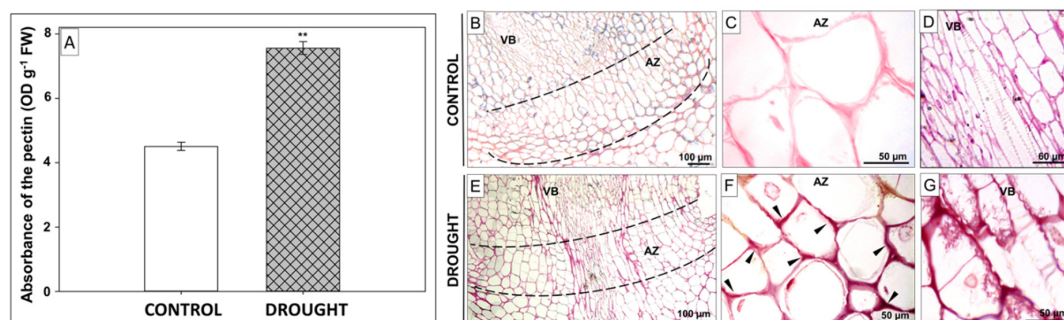 A
Absorbance of the pectin (OD g⁻¹ FW)
8
6
4
2
0
**
CONTROL DROUGHT
CONTROL
B
VB
AZ
100 µm
C
AZ
50 µm
D
VB
60 µm
DROUGHT
E
VB
AZ
100 µm
F
AZ
50 µm
G
VB
50 µm